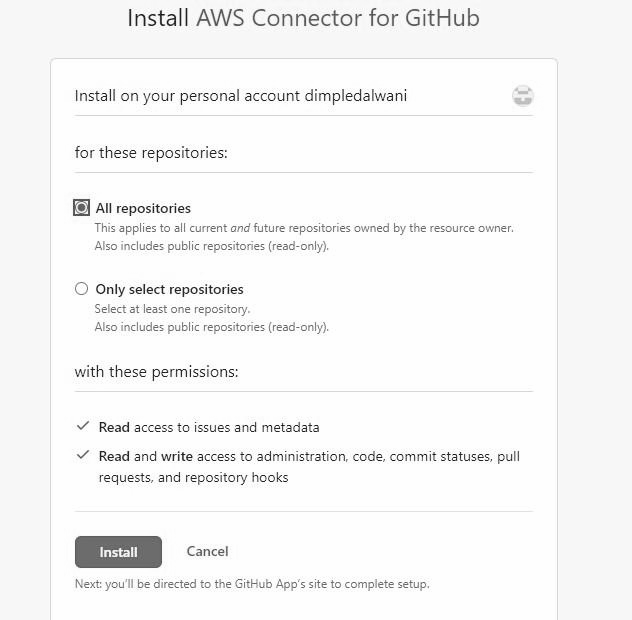 Install AWS Connector for GitHub
Install on your personal account dimpledalwani
for these repositories:
All repositories
This applies to all current and future repositories owned by the resource owner.
Also includes public repositories (read-only).
Only select repositories
Select at least one repository.
Also includes public repositories (read-only).
with these permissions:
Read access to issues and metadata
Read and write access to administration, code, commit statuses, pull
requests, and repository hooks
Install Cancel
Next: you'll be directed to the GitHub App's site to complete setup.